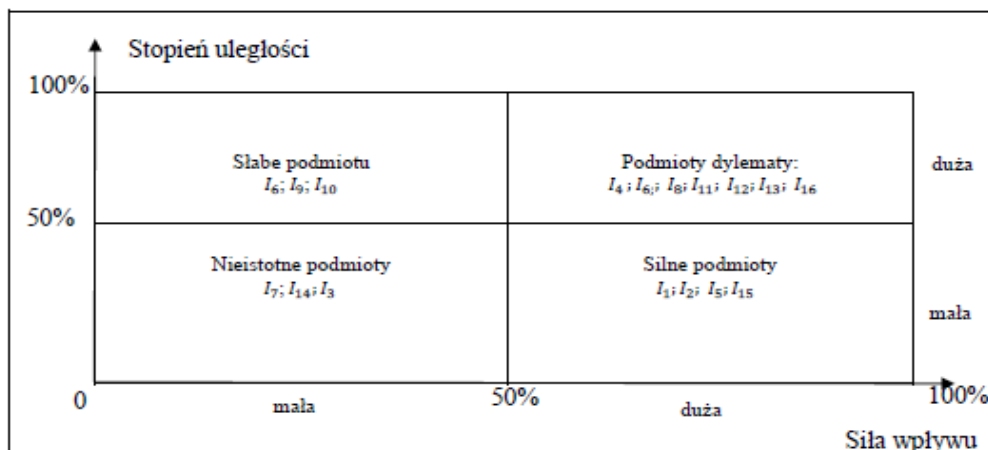 Stopień uległości
100%
Słabe podmiotu
I₆; I₉; I₁₀
Podmioty dylematy:
I₄; I₆;; I₈; I₁₁; I₁₂; I₁₃; I₁₆
duża
50%
Nieistotne podmioty
I₇; I₁₄; I₃
Silne podmioty
I₁; I₂; I₅; I₁₅
mała
0
mała
50%
duża
100%
Siła wpływu